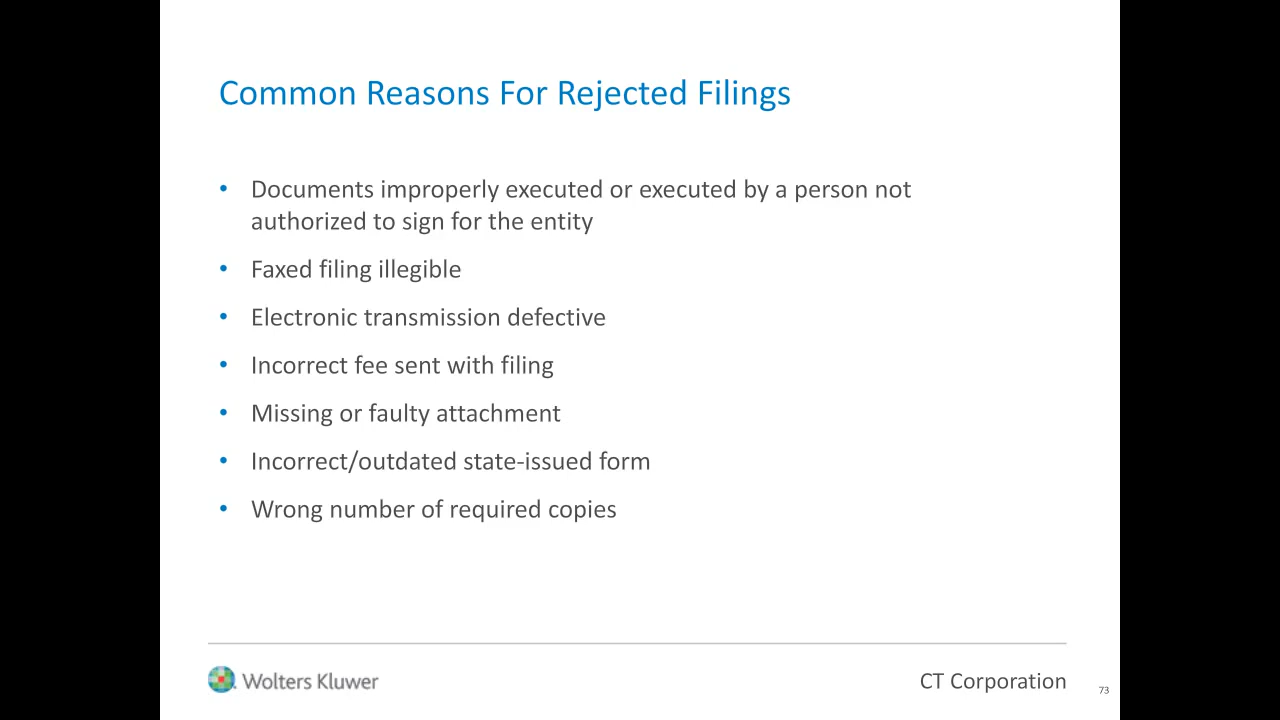 Common Reasons For Rejected Filings
• Documents improperly executed or executed by a person not
authorized to sign for the entity
• Faxed filing illegible
• Electronic transmission defective
• Incorrect fee sent with filing
• Missing or faulty attachment
• Incorrect/outdated state-issued form
• Wrong number of required copies
Wolters Kluwer
CT Corporation
73